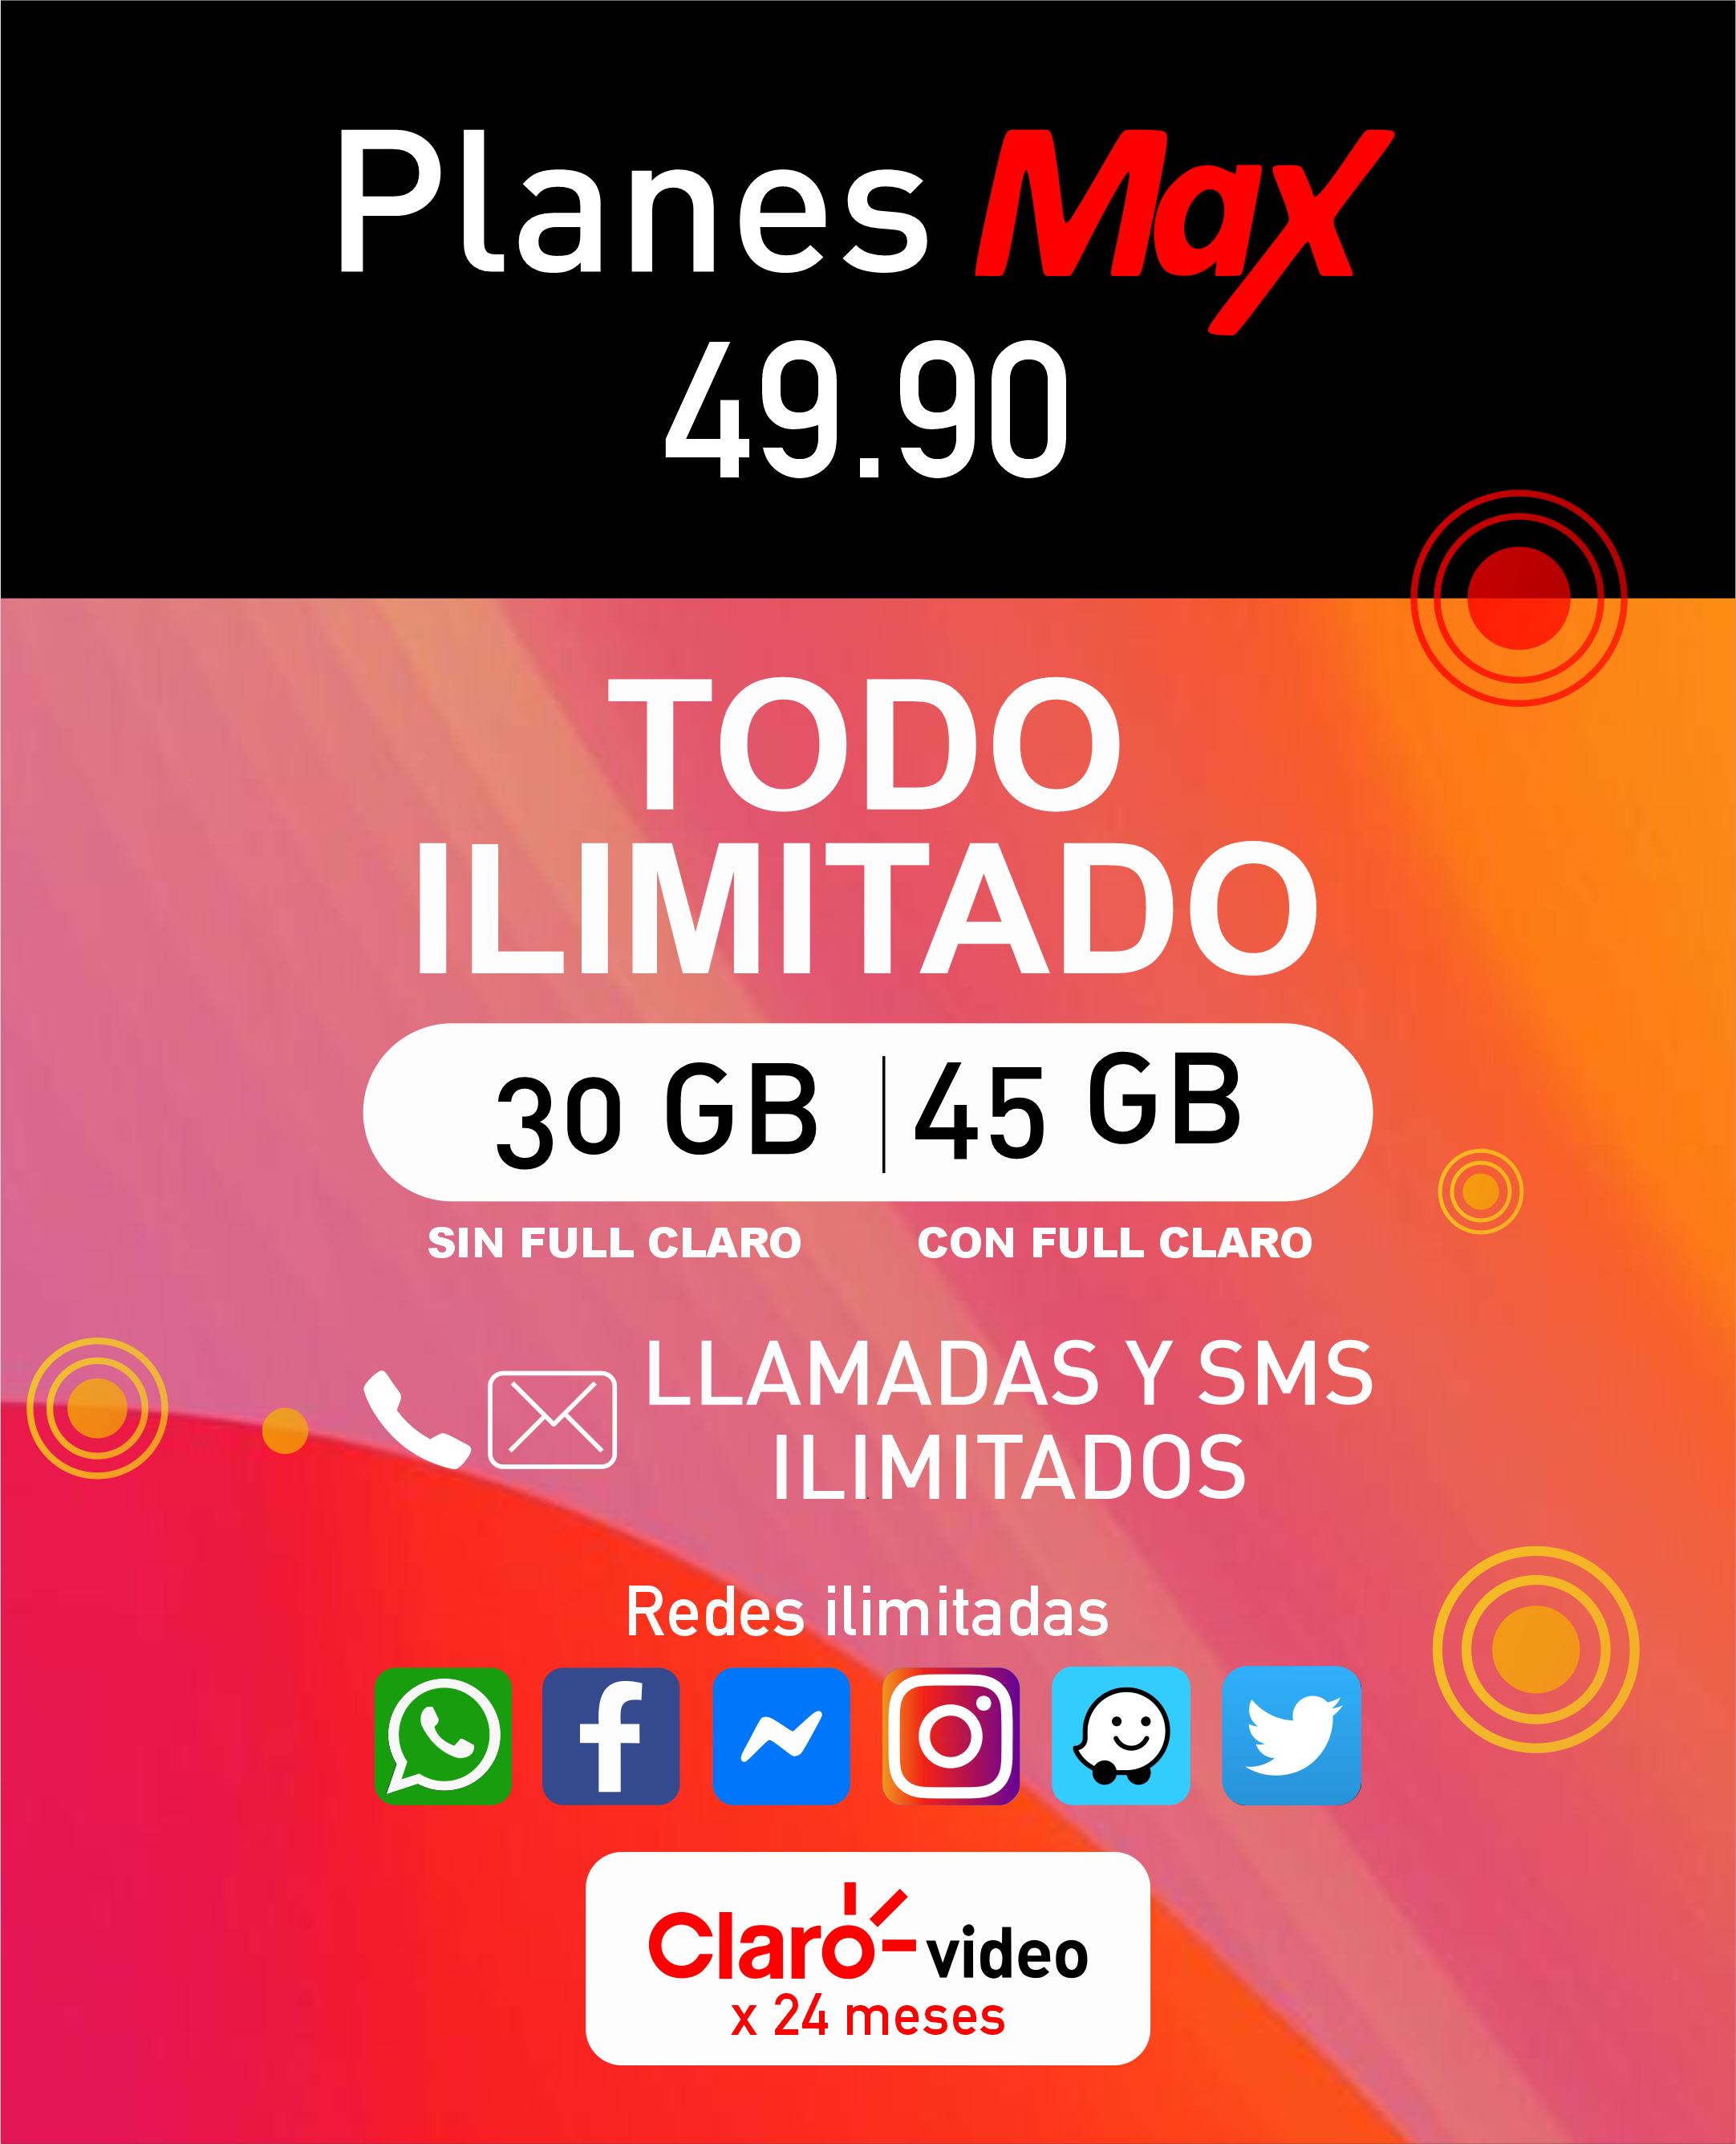 Planes Max
49.90
TODO
ILIMITADO
30 GB | 45 GB
SIN FULL CLARO CON FULL CLARO
LLAMADAS Y SMS
ILIMITADOS
Redes ilimitadas
Claro video
x 24 meses